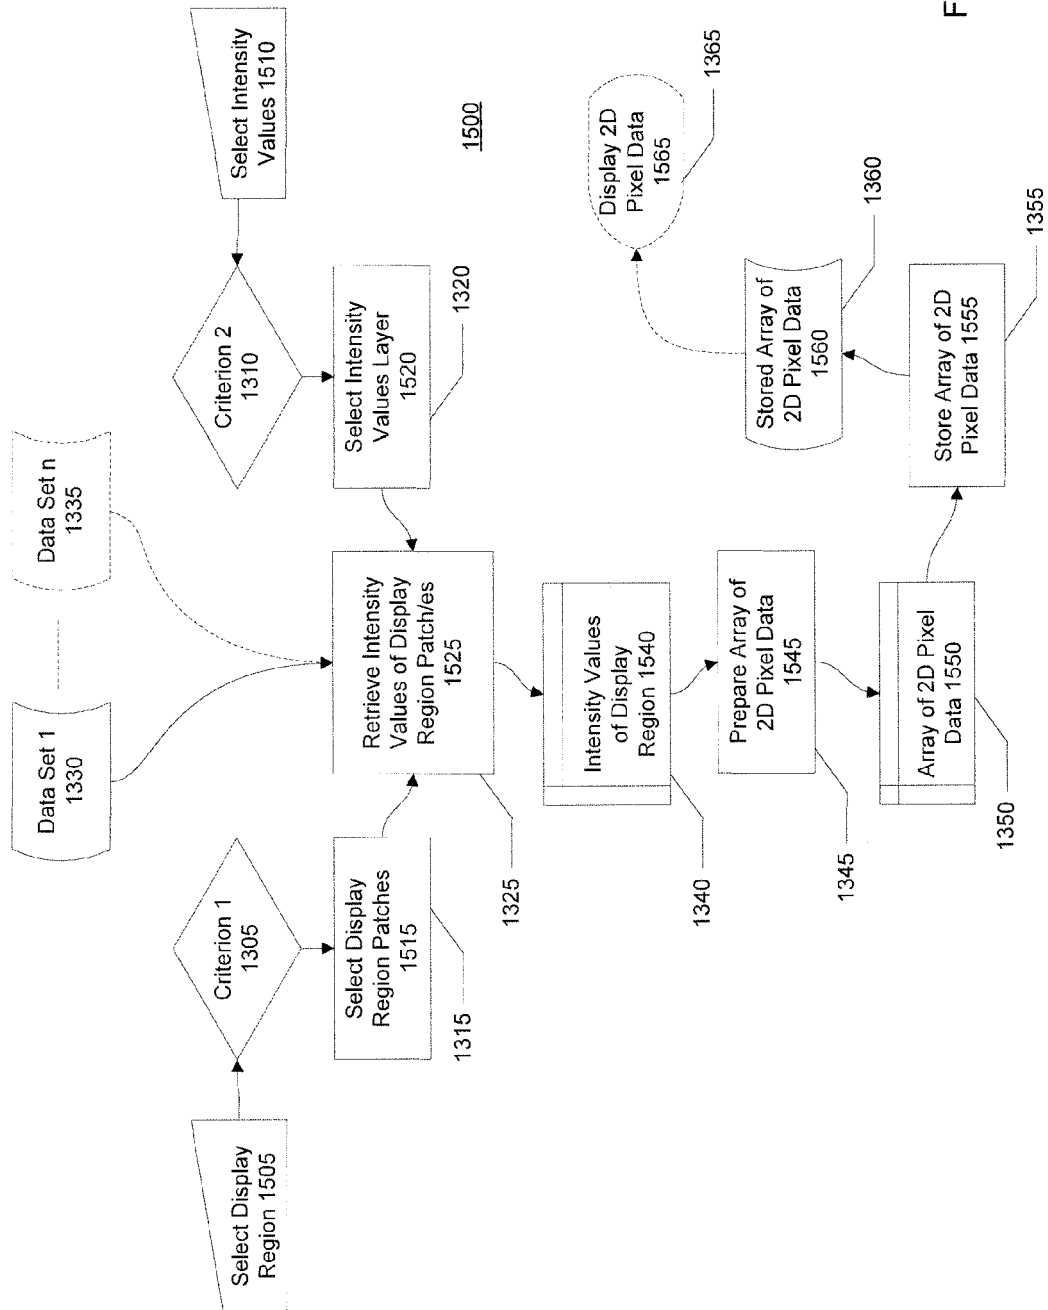 Data Set 1
1330
Data Set n
1335
Select Display
Region 1505
Criterion 1
1305
Criterion 2
1310
Select Intensity
Values 1510
Select Display
Region Patches
1515
1315
Retrieve Intensity
Values of Display
Region Patch/es
1525
1325
Select Intensity
Values Layer
1520
1320
1500
Intensity Values
of Display
Region 1540
1340
Prepare Array of
2D Pixel Data
1545
1345
Array of 2D Pixel
Data 1550
1350
Store Array of 2D
Pixel Data 1555
1355
Stored Array of
2D Pixel Data
1560
1360
Display 2D
Pixel Data
1565
1365
F